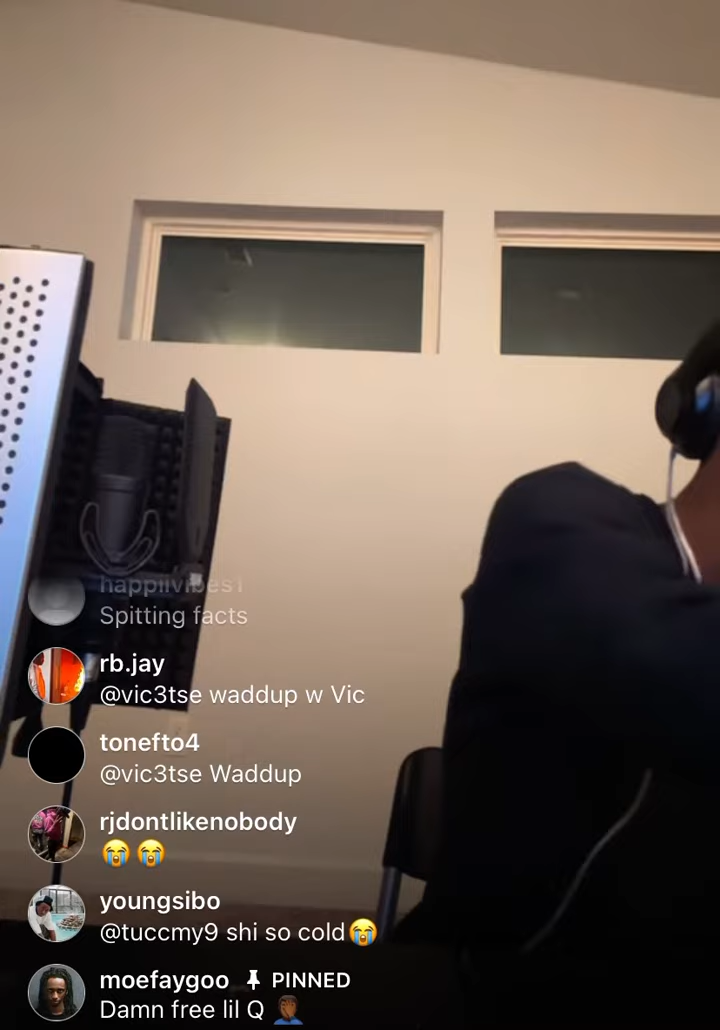 happiivibes1
Spitting facts
rb.jay
@vic3tse waddup w Vic
tonefto4
@vic3tse Waddup
rjdontlikenobody
😭😭
youngsibo
@tuccmy9 shi so cold😭
moefaygoo 📌 PINNED
Damn free lil Q 🤦🏾‍♂️